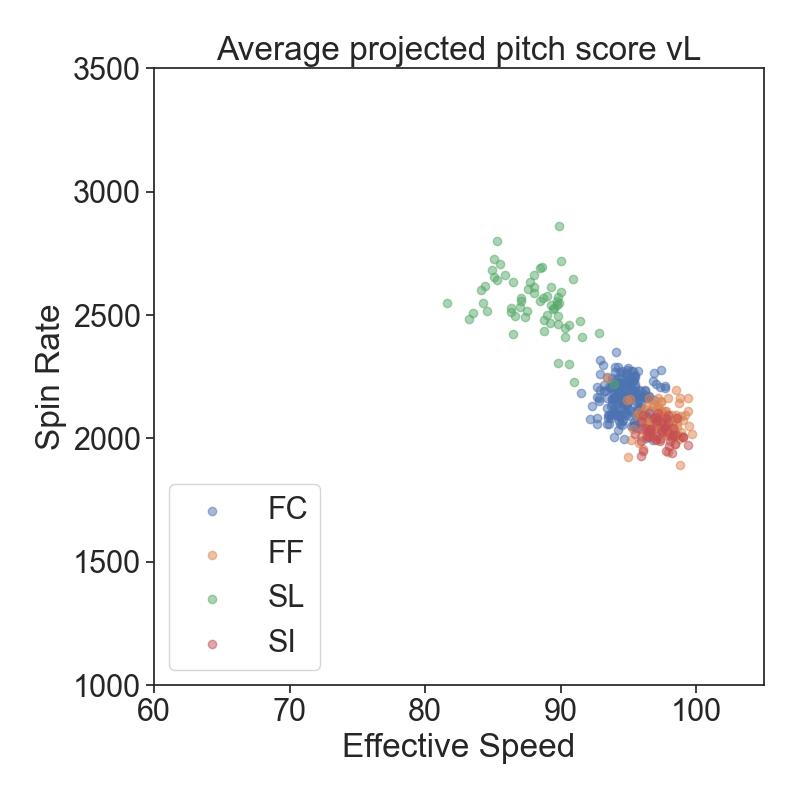 Average projected pitch score vL
3500
3000
2500
2000
1500
1000
Spin Rate
FC
FF
SL
SI
60 70 80 90 100
Effective Speed